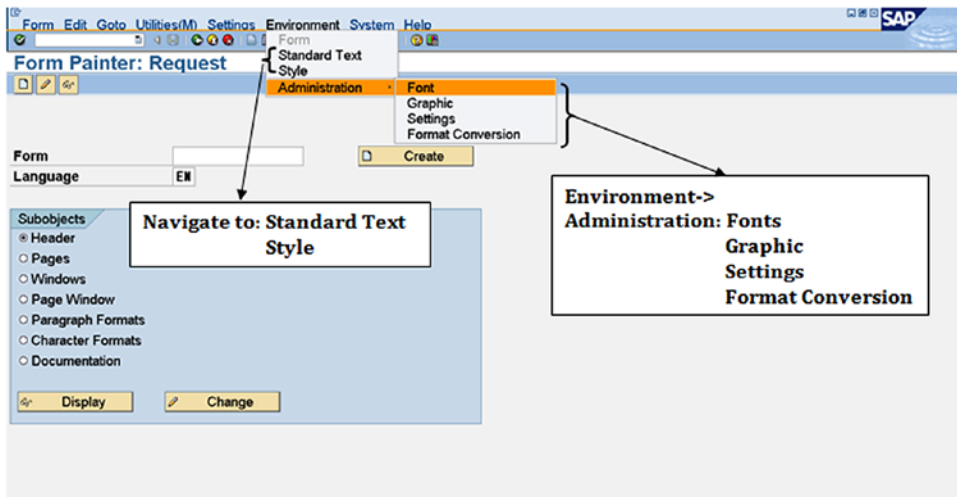 Form Edit Goto Utilities(M) Settings Environment System Help
SAP
Form
Standard Text
Style
Administration
Font
Graphic
Settings
Format Conversion
Form Painter: Request
Form
Create
Language EN
Environment->
Administration: Fonts
Graphic
Settings
Format Conversion
Navigate to: Standard Text
Style
Subobjects
Header
Pages
Windows
Page Window
Paragraph Formats
Character Formats
Documentation
Display Change